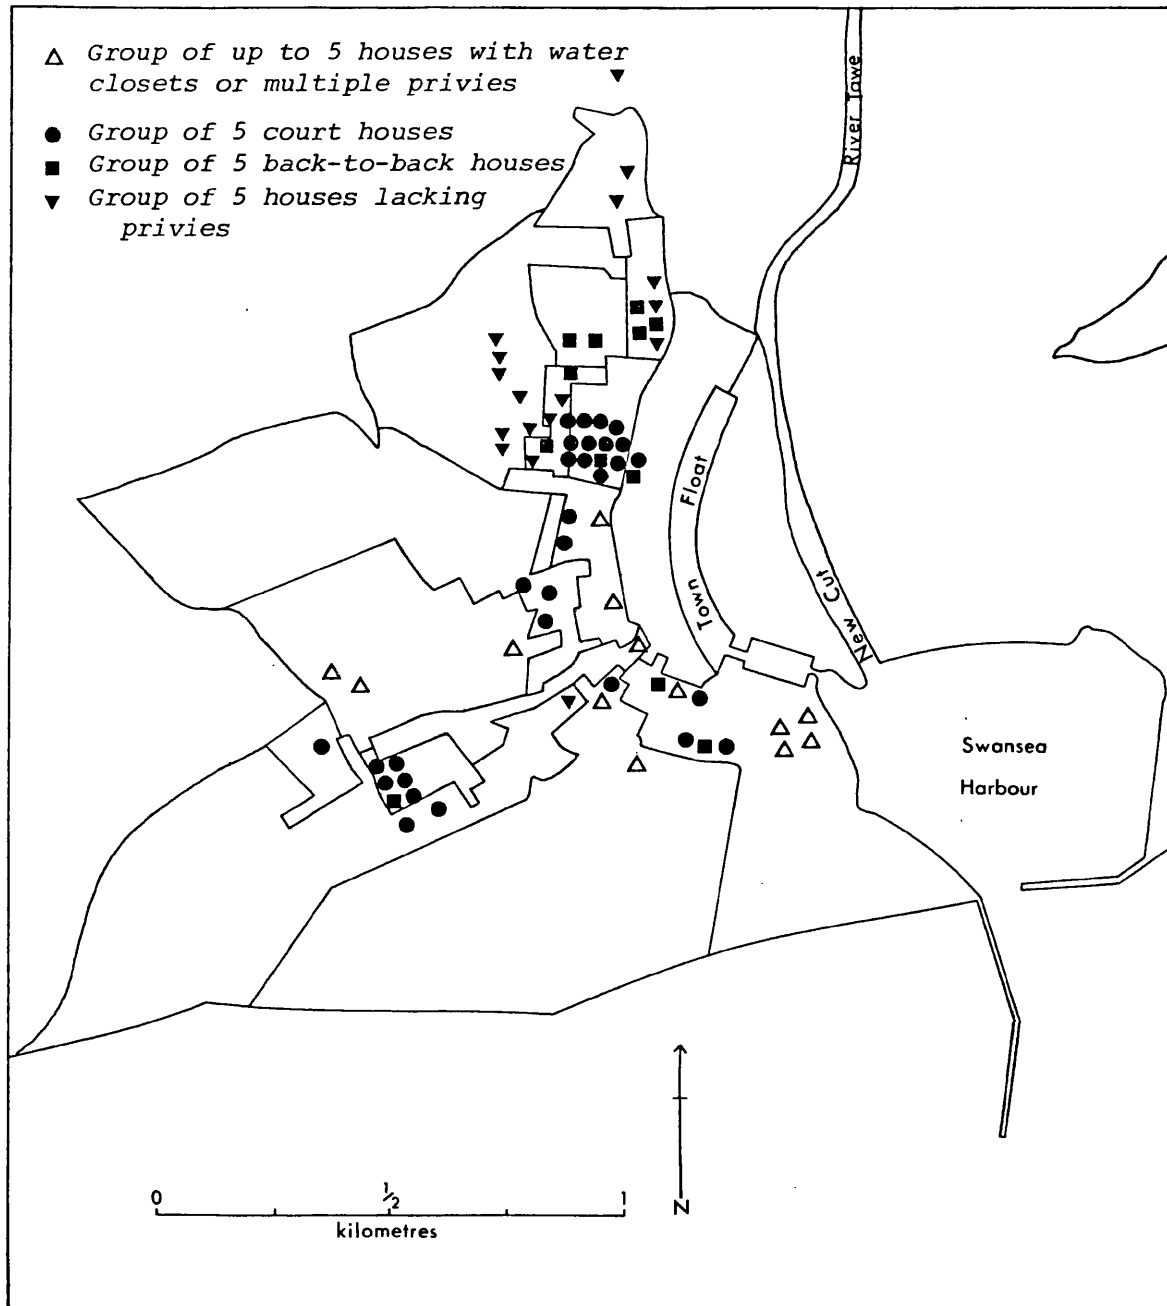 Group of up to 5 houses with water
closets or multiple privies
Group of 5 court houses
Group of 5 back-to-back houses
Group of 5 houses lacking
privies
River Tawe
Float
Town
New Cut
Swansea
Harbour
0 1/2 1
kilometres
N